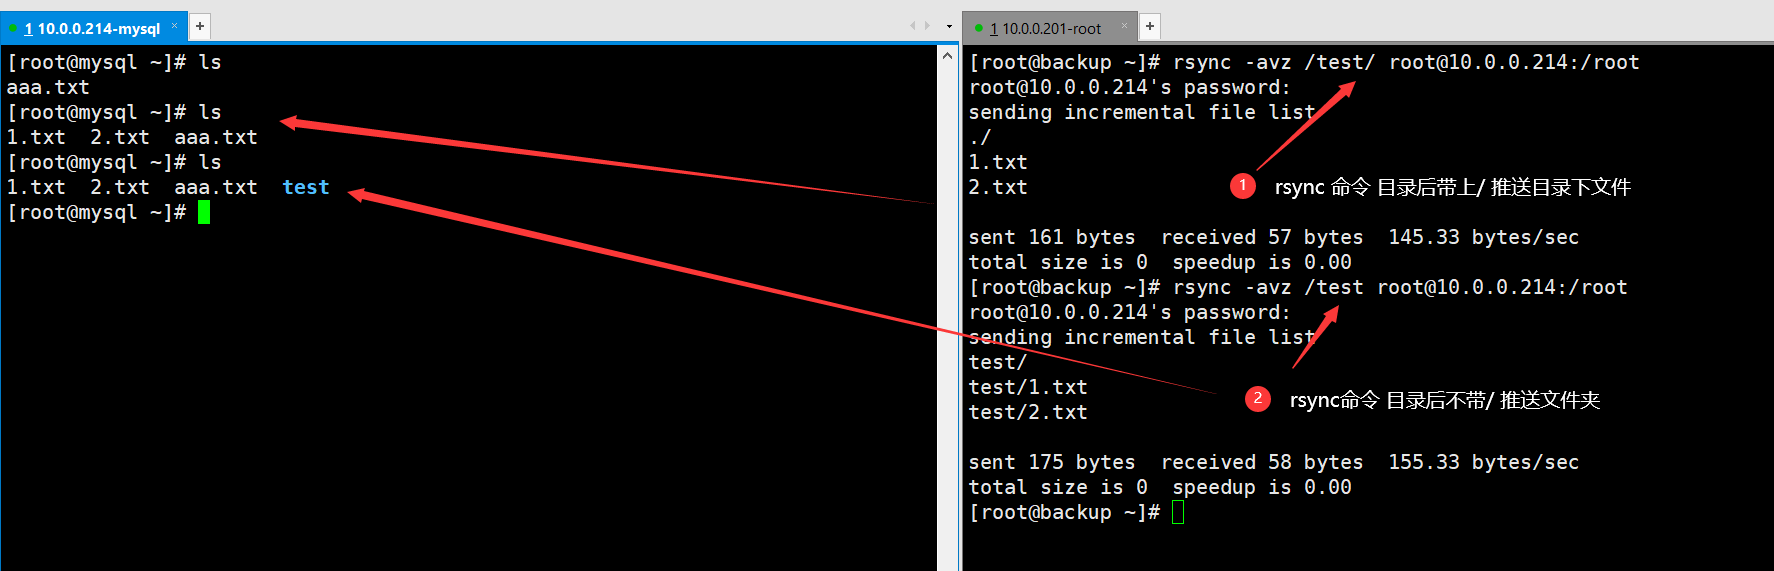 1 10.0.0.214-mysql × +
[root@mysql ~]# ls
aaa.txt
[root@mysql ~]# ls
1.txt  2.txt  aaa.txt
[root@mysql ~]# ls
1.txt  2.txt  aaa.txt  test
[root@mysql ~]#
1 10.0.0.201-root × +
[root@backup ~]# rsync -avz /test/ root@10.0.0.214:/root
root@10.0.0.214's password:
sending incremental file list
./
1.txt
2.txt
1 rsync 命令 目录后带上/ 推送目录下文件
sent 161 bytes  received 57 bytes  145.33 bytes/sec
total size is 0  speedup is 0.00
[root@backup ~]# rsync -avz /test root@10.0.0.214:/root
root@10.0.0.214's password:
sending incremental file list
test/
test/1.txt
test/2.txt
2 rsync命令 目录后不带/ 推送文件夹
sent 175 bytes  received 58 bytes  155.33 bytes/sec
total size is 0  speedup is 0.00
[root@backup ~]#